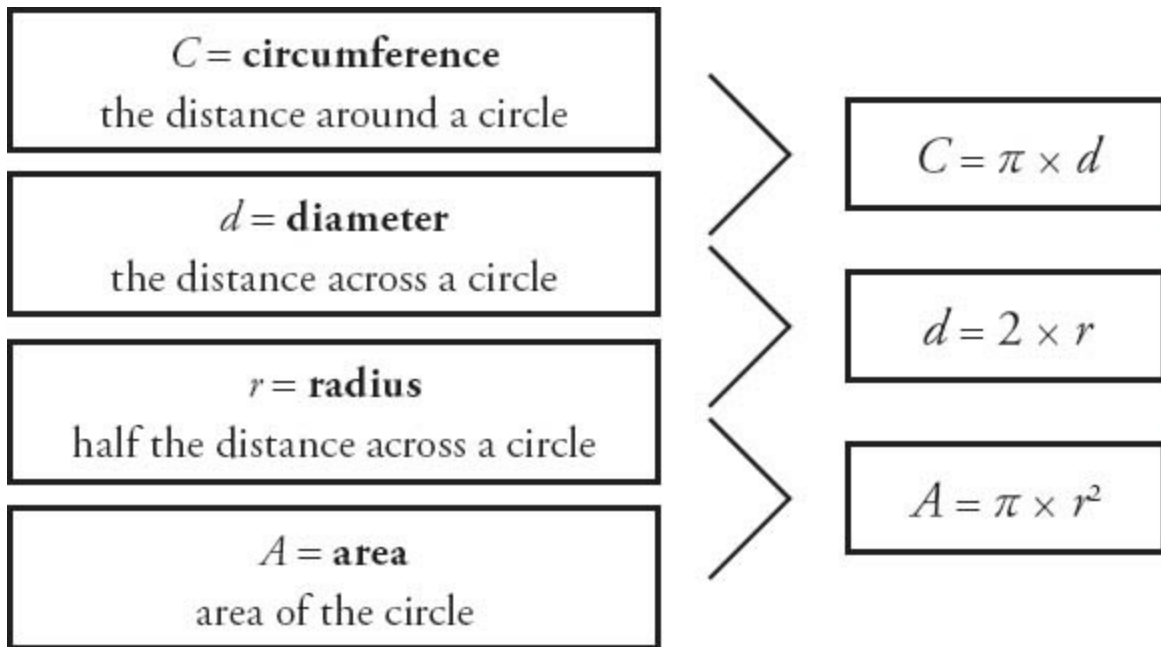 C = circumference
the distance around a circle
d = diameter
the distance across a circle
r = radius
half the distance across a circle
A = area
area of the circle
C = π × d
d = 2 × r
A = π × r²